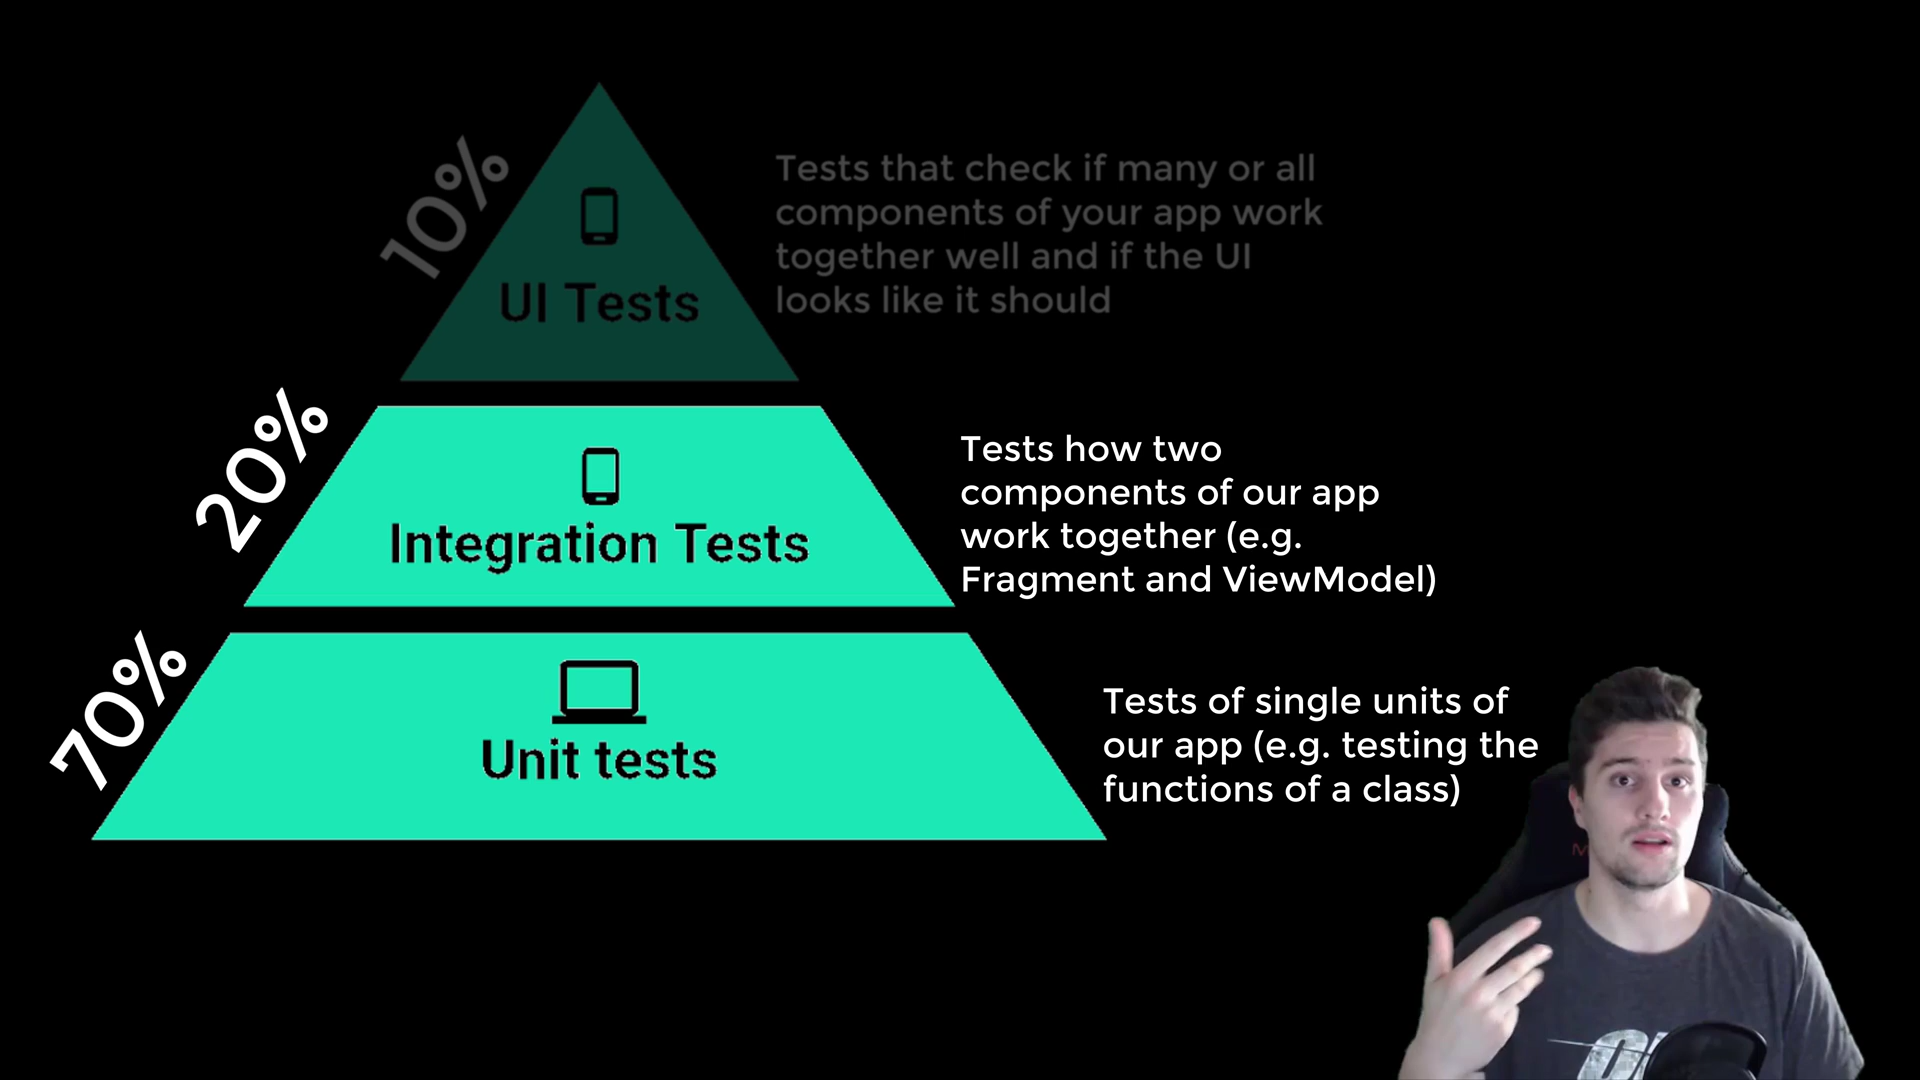 10%
UI Tests
Tests that check if many or all
components of your app work
together well and if the UI
looks like it should
20%
Integration Tests
Tests how two
components of our app
work together (e.g.
Fragment and ViewModel)
70%
Unit tests
Tests of single units of
our app (e.g. testing the
functions of a class)